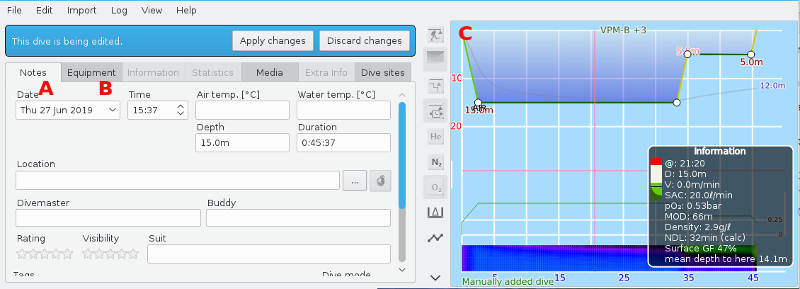 File Edit Import Log View Help
This dive is being edited. Apply changes Discard changes
Notes Equipment Information Statistics Media Extra Info Dive sites
A B
Date Time Air temp. [°C] Water temp. [°C]
Thu 27 Jun 2019 15:37
Depth Duration
15.0m 0:45:37
Location
...
Divemaster Buddy
Rating Visibility Suit
Tags Dive mode
He
N₂
O₂
C
VPM-B +3
5.0m
5.0m
10
12.0m
15.0m
20
Information
@: 21:20
D: 15.0m
V: 0.0m/min
SAC: 20.0ℓ/min
pO₂: 0.53bar
MOD: 66m
Density: 2.9g/ℓ
NDL: 32min (calc)
Surface GF 47%
mean depth to here 14.1m
0.25
5 15 25 35 45
Manually added dive